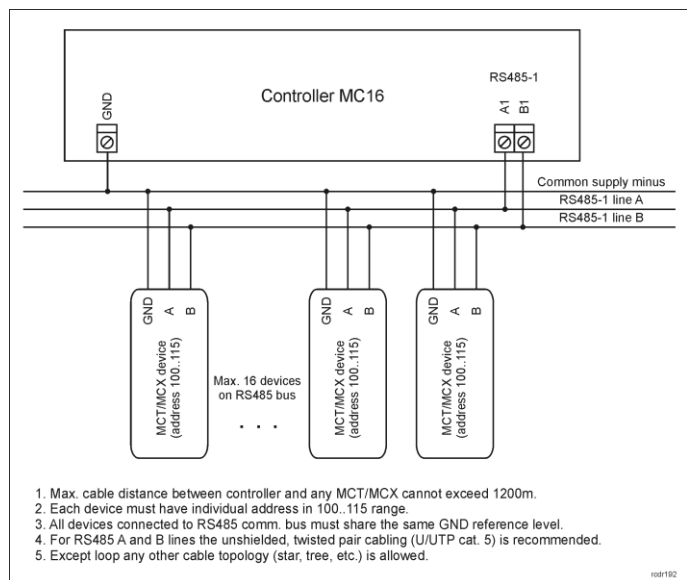 Controller MC16
RS485-1
GND
A1
B1
Common supply minus
RS485-1 line A
RS485-1 line B
GND
A
B
MCT/MCX device
(address 100..115)
Max. 16 devices
on RS485 bus
. . .
GND
A
B
MCT/MCX device
(address 100..115)
GND
A
B
MCT/MCX device
(address 100..115)
1. Max. cable distance between controller and any MCT/MCX cannot exceed 1200m.
2. Each device must have individual address in 100..115 range.
3. All devices connected to RS485 comm. bus must share the same GND reference level.
4. For RS485 A and B lines the unshielded, twisted pair cabling (U/UTP cat. 5) is recommended.
5. Except loop any other cable topology (star, tree, etc.) is allowed.
rodr192